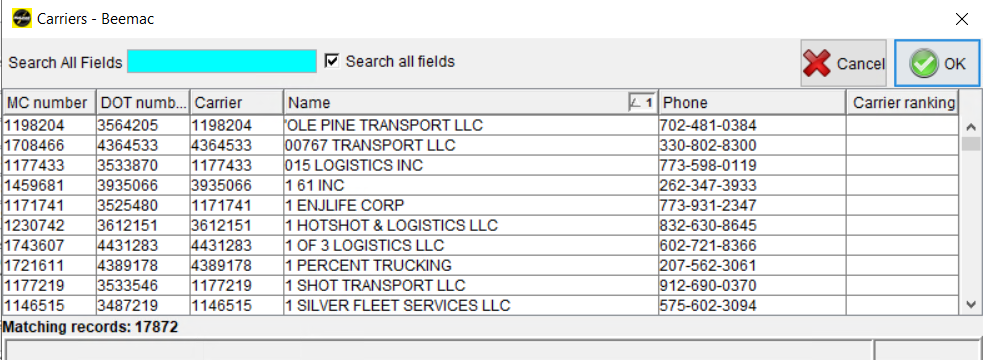 Carriers - Beemac
Search All Fields Search all fields Cancel OK
MC number DOT numb... Carrier Name 1 Phone Carrier ranking
1198204 3564205 1198204 'OLE PINE TRANSPORT LLC 702-481-0384
1708466 4364533 4364533 00767 TRANSPORT LLC 330-802-8300
1177433 3533870 1177433 015 LOGISTICS INC 773-598-0119
1459681 3935066 3935066 1 61 INC 262-347-3933
1171741 3525480 1171741 1 ENJLIFE CORP 773-931-2347
1230742 3612151 3612151 1 HOTSHOT & LOGISTICS LLC 832-630-8645
1743607 4431283 4431283 1 OF 3 LOGISTICS LLC 602-721-8366
1721611 4389178 4389178 1 PERCENT TRUCKING 207-562-3061
1177219 3533546 1177219 1 SHOT TRANSPORT LLC 912-690-0370
1146515 3487219 1146515 1 SILVER FLEET SERVICES LLC 575-602-3094
Matching records: 17872